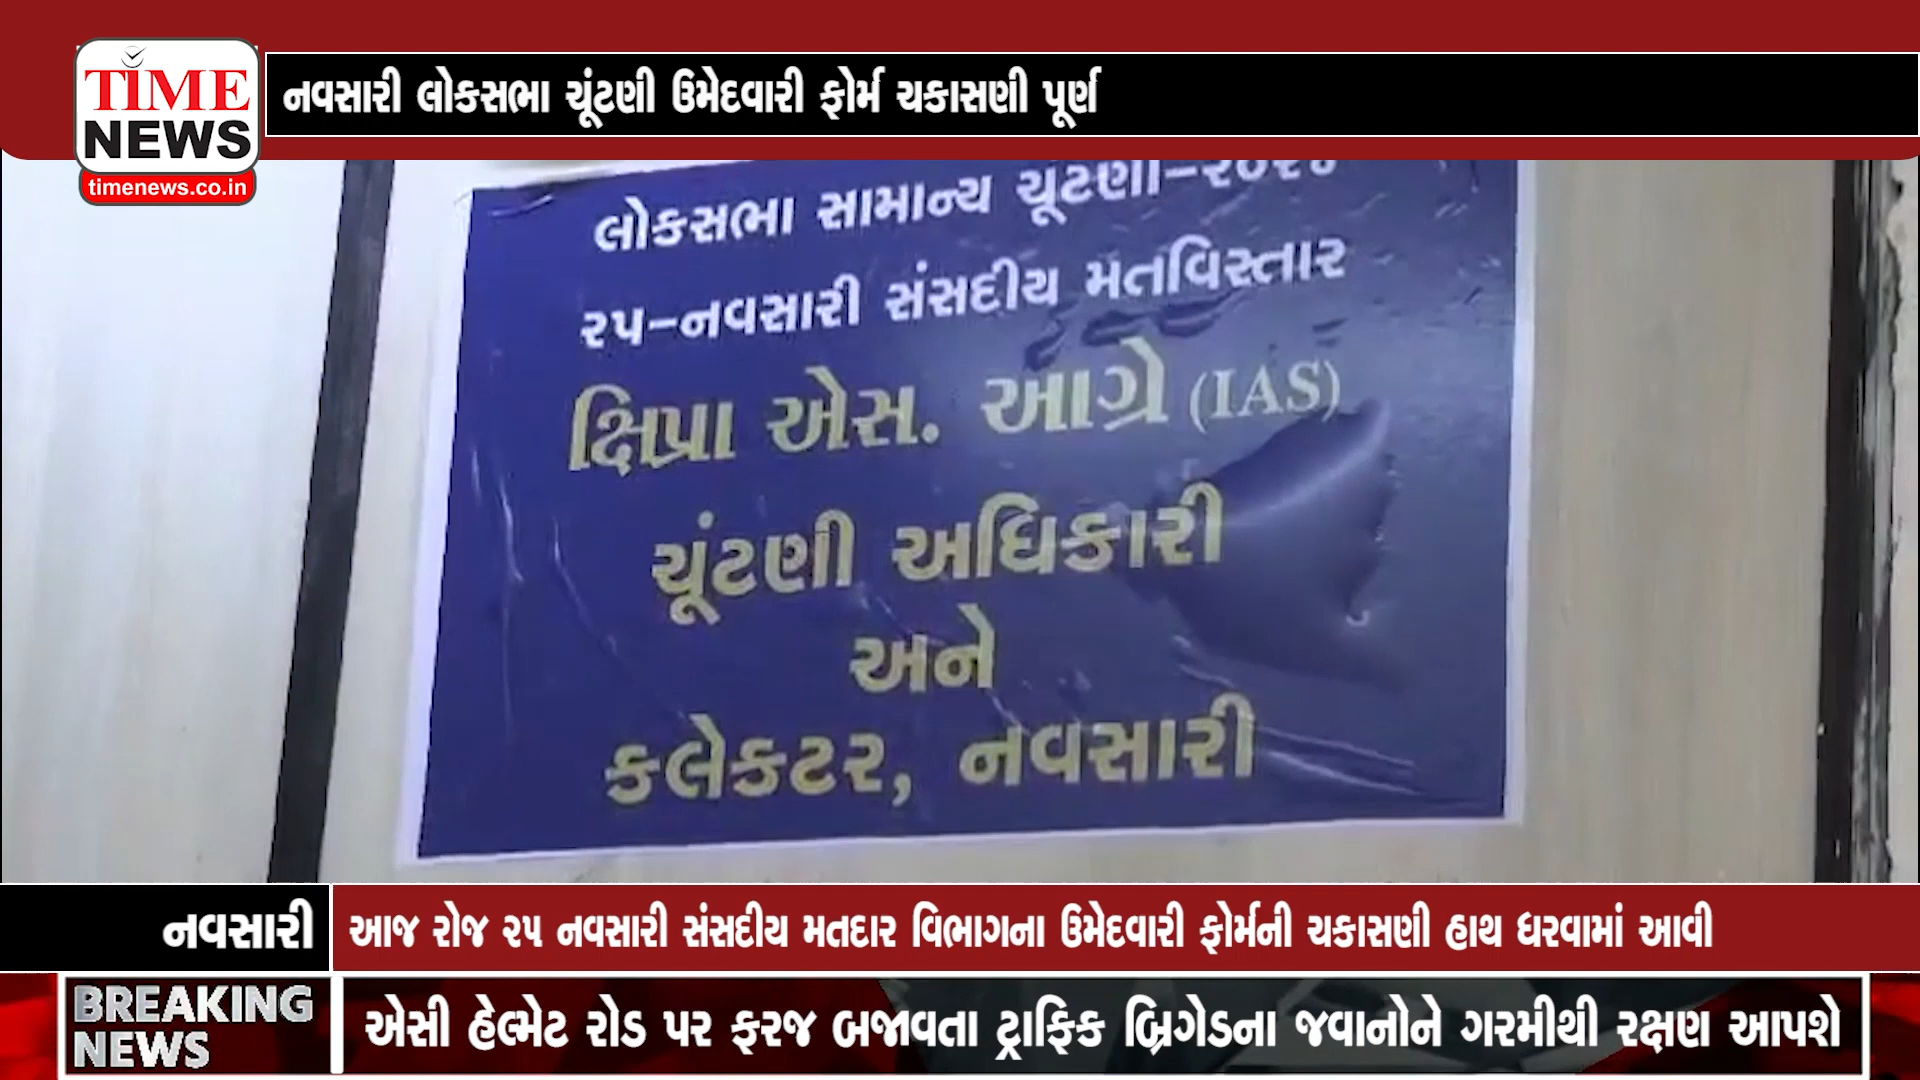 TIME
NEWS
timenews.co.in
નવસારી લોકસભા ચૂંટણી ઉમેદવારી ફોર્મ ચકાસણી પૂર્ણ
લોકસભા સામાન્ય ચૂંટણી-૨૦૨૪
૨૫-નવસારી સંસદીય મતવિસ્તાર
ક્ષિપ્રા એસ. આગ્રે (IAS)
ચૂંટણી અધિકારી
અને
કલેકટર, નવસારી
નવસારી
આજ રોજ ૨૫ નવસારી સંસદીય મતદાર વિભાગના ઉમેદવારી ફોર્મની ચકાસણી હાથ ધરવામાં આવી
BREAKING
NEWS
એસી હેલ્મેટ રોડ પર ફરજ બજાવતા ટ્રાફિક બ્રિગેડના જવાનોને ગરમીથી રક્ષણ આપશે